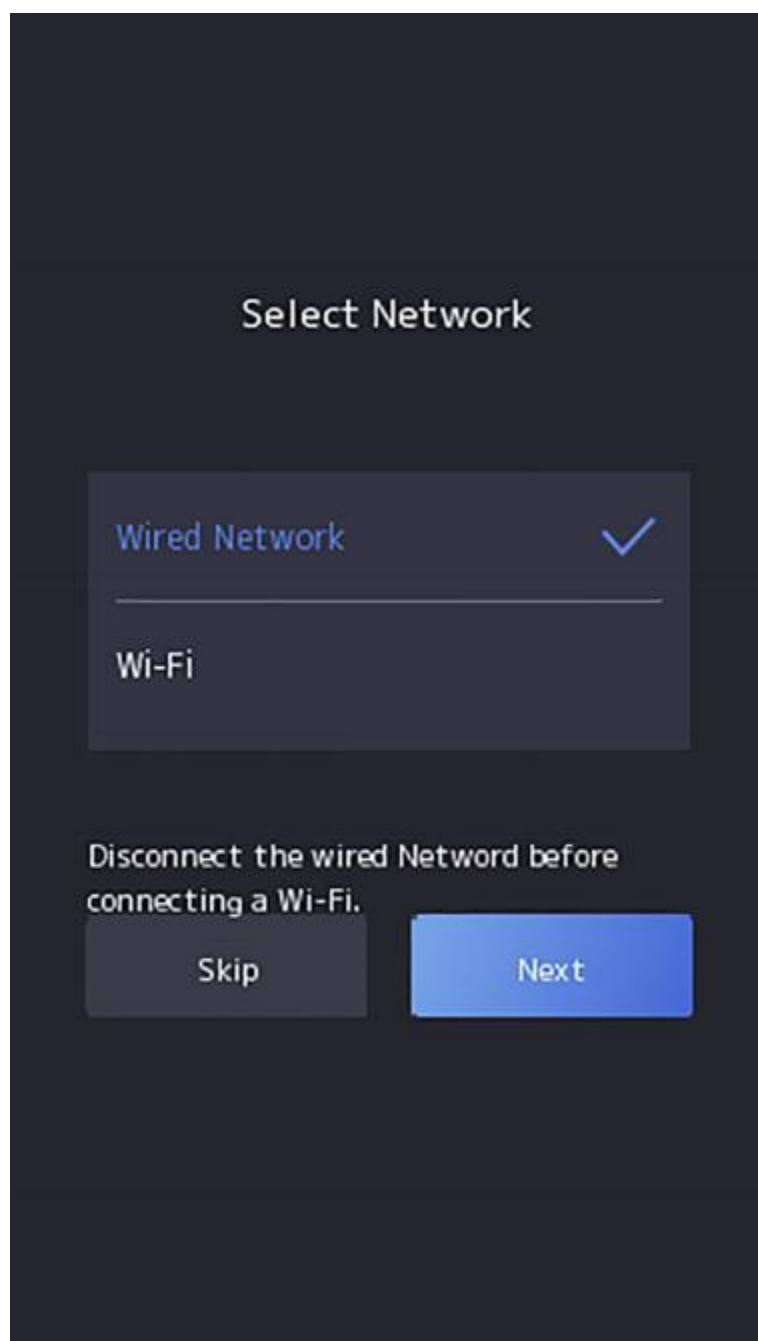 Select Network
Wired Network
Wi-Fi
Disconnect the wired Netword before
connecting a Wi-Fi.
Skip
Next